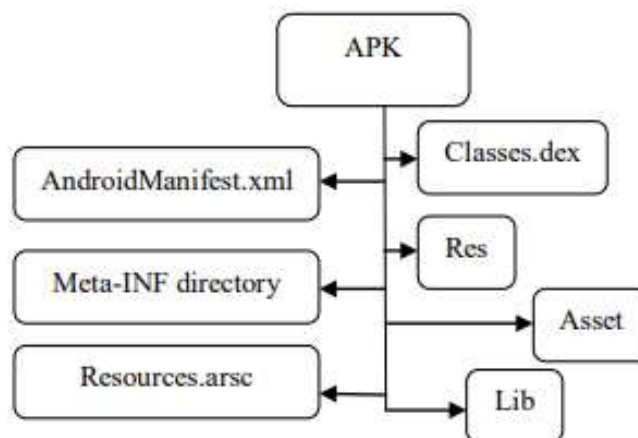 APK
Classes.dex
AndroidManifest.xml
Res
Meta-INF directory
Asset
Resources.arsc
Lib